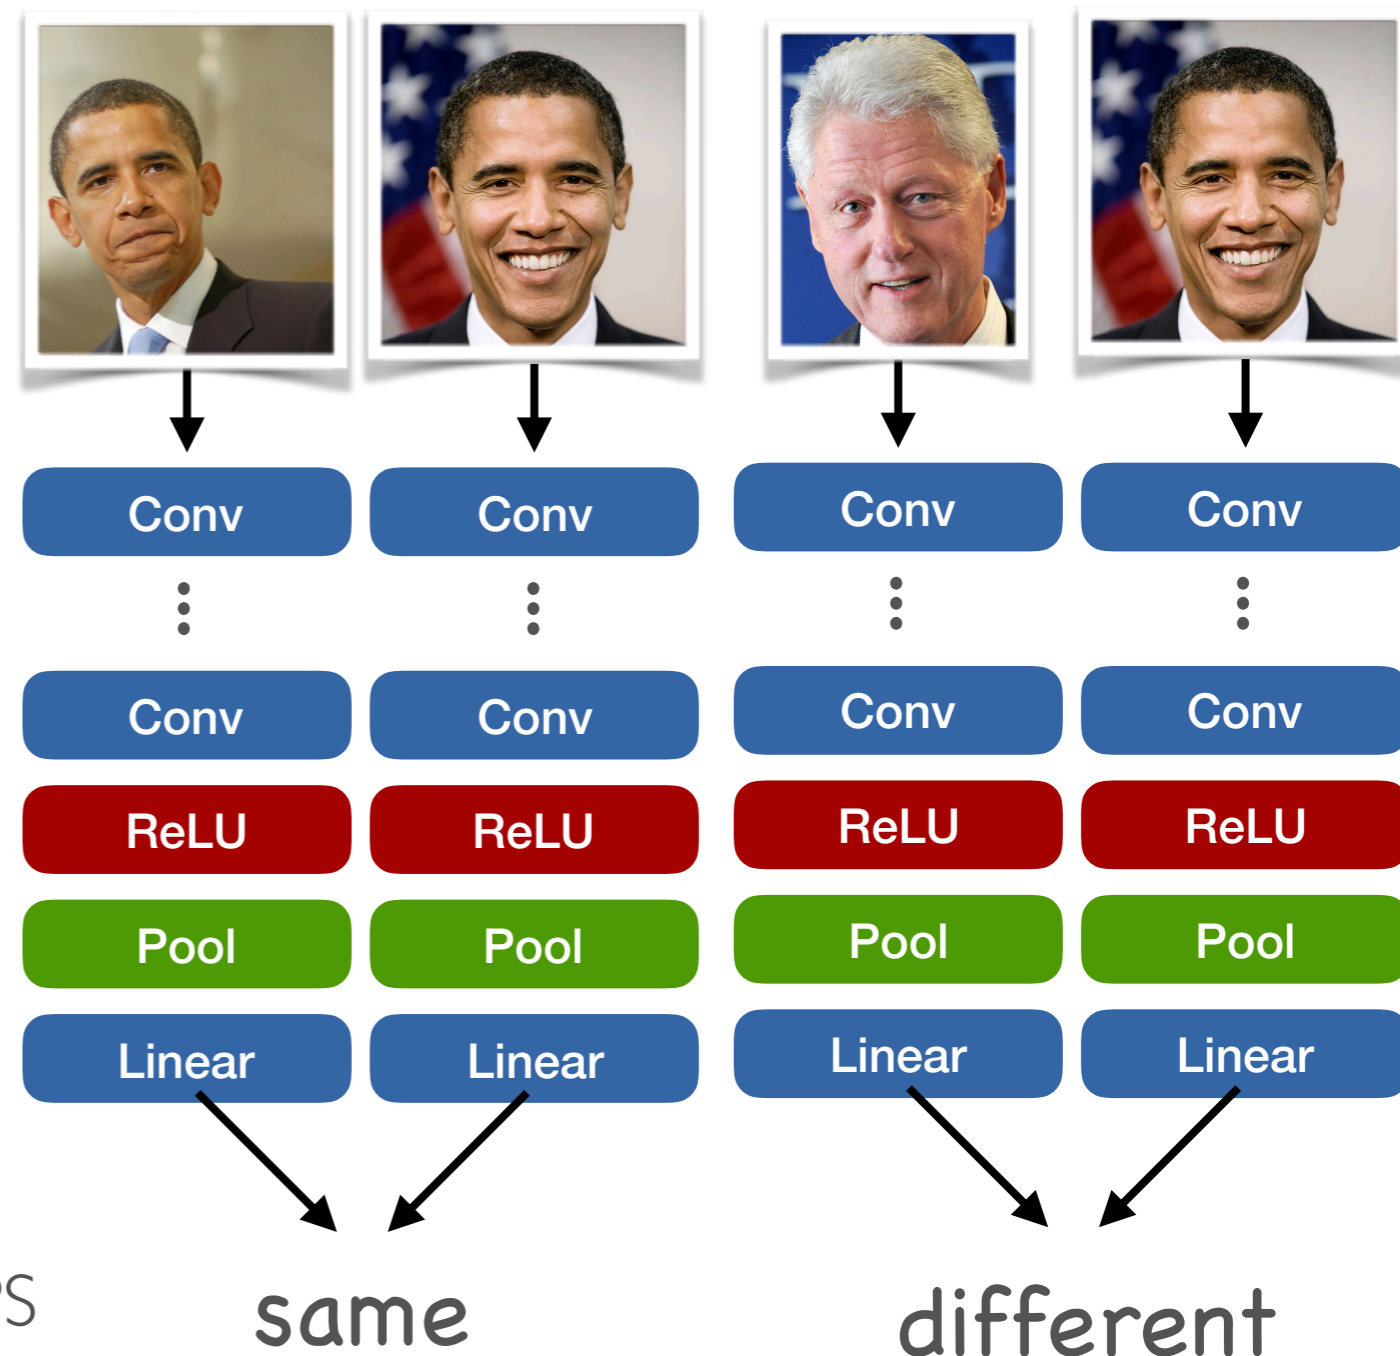 Conv Conv Conv Conv
Conv Conv Conv Conv
ReLU ReLU ReLU ReLU
Pool Pool Pool Pool
Linear Linear Linear Linear
same different